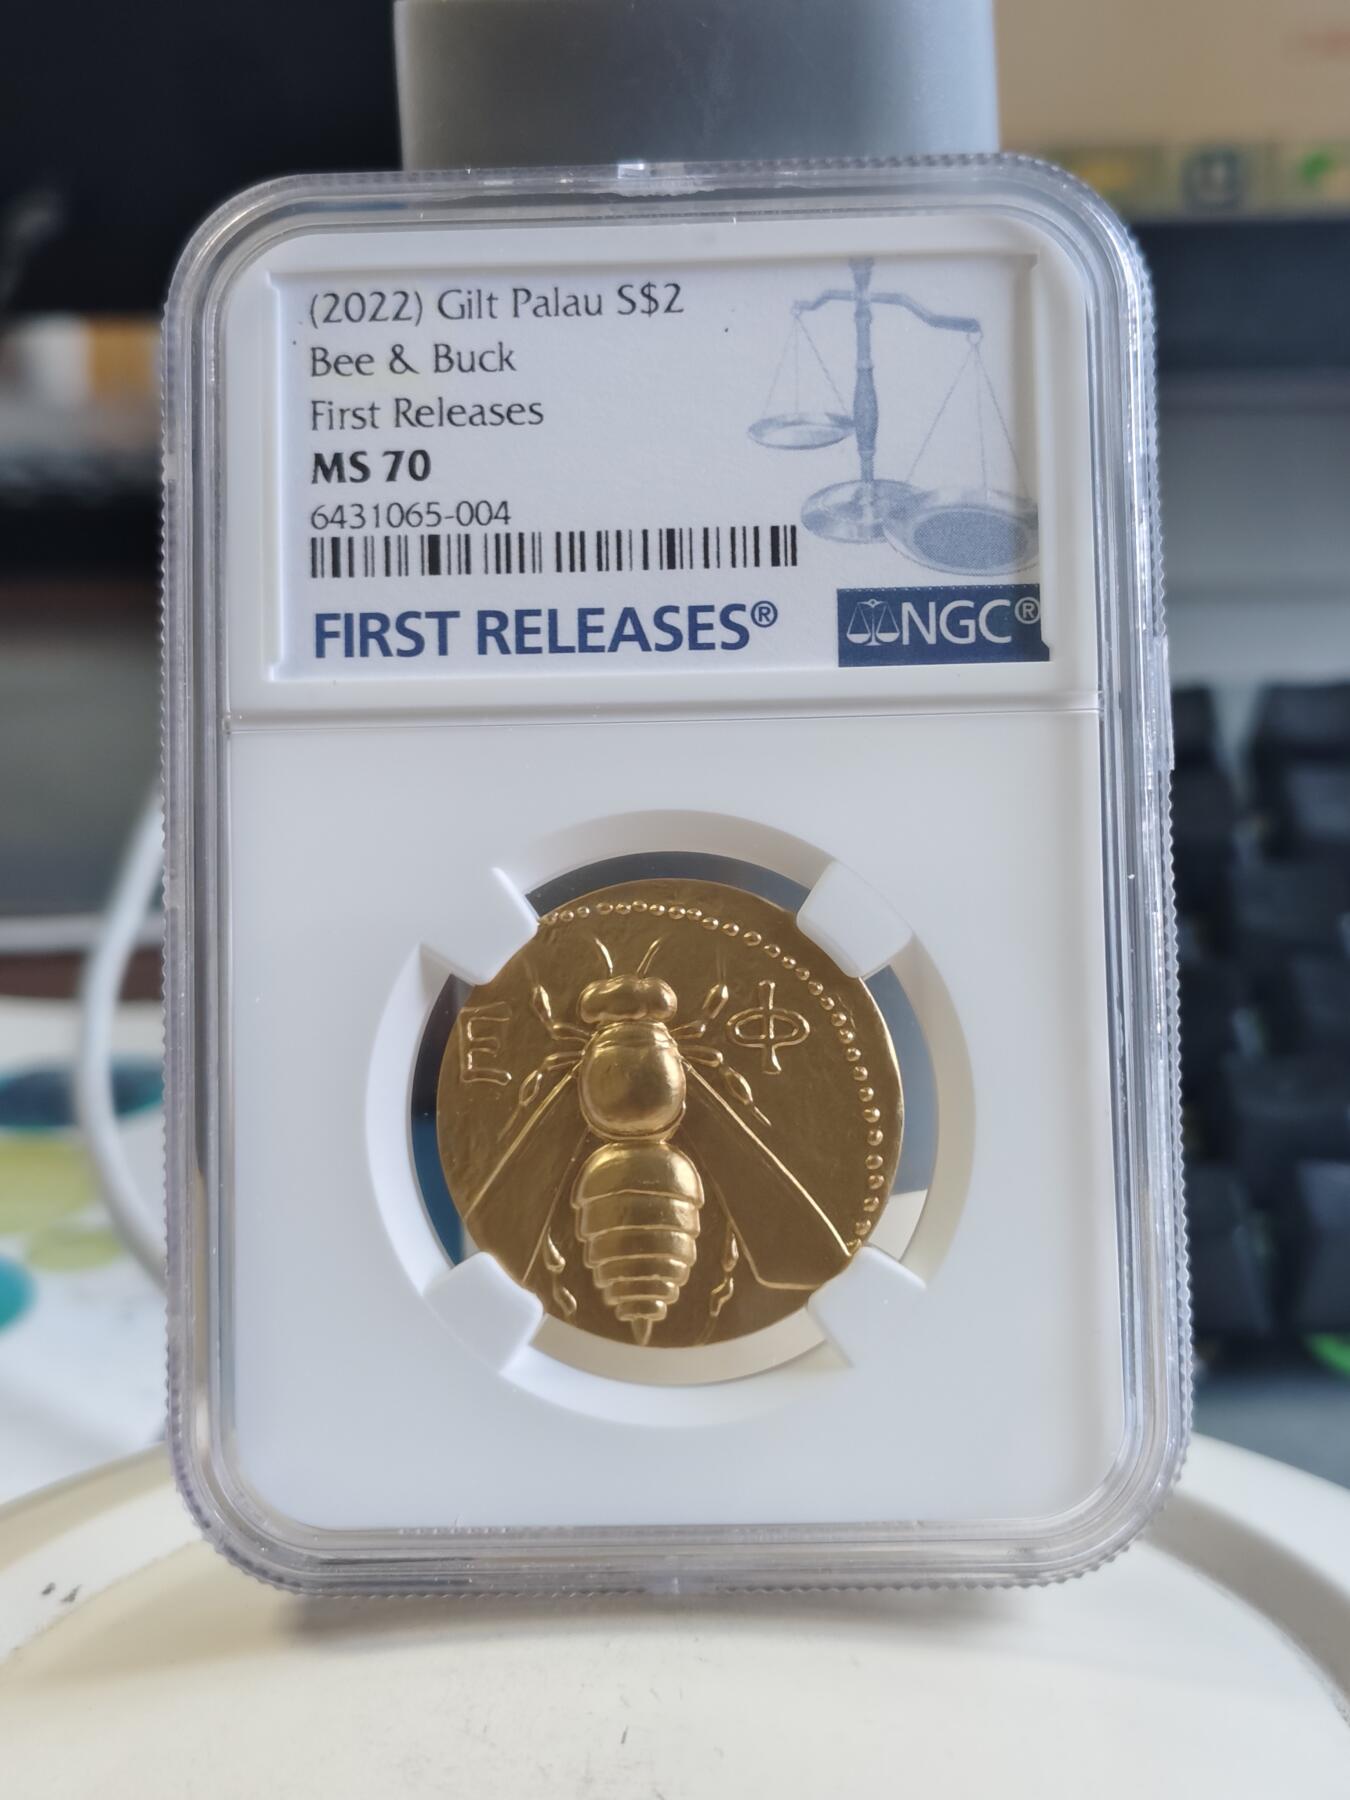 (2022) Gilt Palau S$2
Bee & Buck
First Releases
MS 70
6431065-004
FIRST RELEASES®
NGC®
Ε Φ